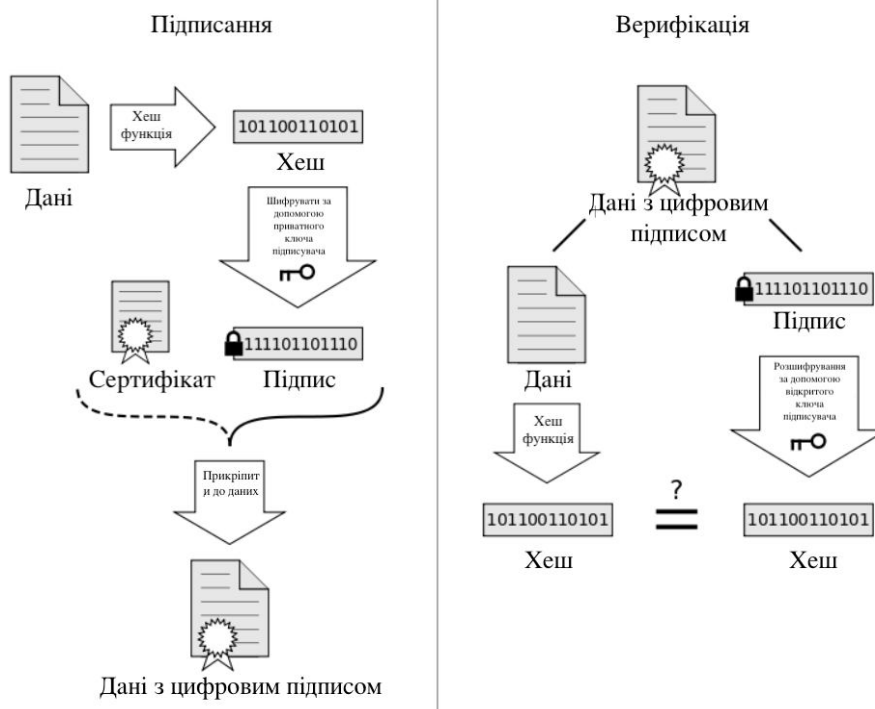 Підписання
Хеш
функція
101100110101
Хеш
Дані
Шифрувати за
допомогою
приватного
ключа
підписувача
111101101110
Сертифікат
Підпис
Прикріпит
и до даних
Дані з цифровим підписом
Верифікація
Дані з цифровим
підписом
Дані
111101101110
Підпис
Хеш
функція
Розшифрування
за допомогою
відкритого
ключа
підписувача
101100110101
Хеш
?
=
101100110101
Хеш